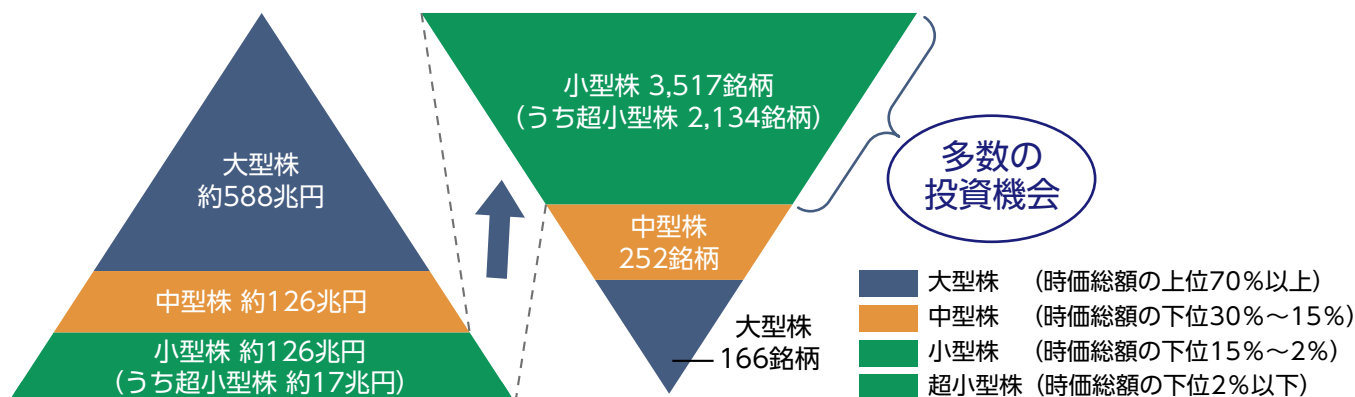 大型株
約588兆円
中型株 約126兆円
小型株 約126兆円
(うち超小型株 約17兆円)
小型株 3,517銘柄
(うち超小型株 2,134銘柄)
中型株
252銘柄
大型株
166銘柄
多数の
投資機会
大型株 (時価総額の上位70%以上)
中型株 (時価総額の下位30%~15%)
小型株 (時価総額の下位15%~2%)
超小型株 (時価総額の下位2%以下)